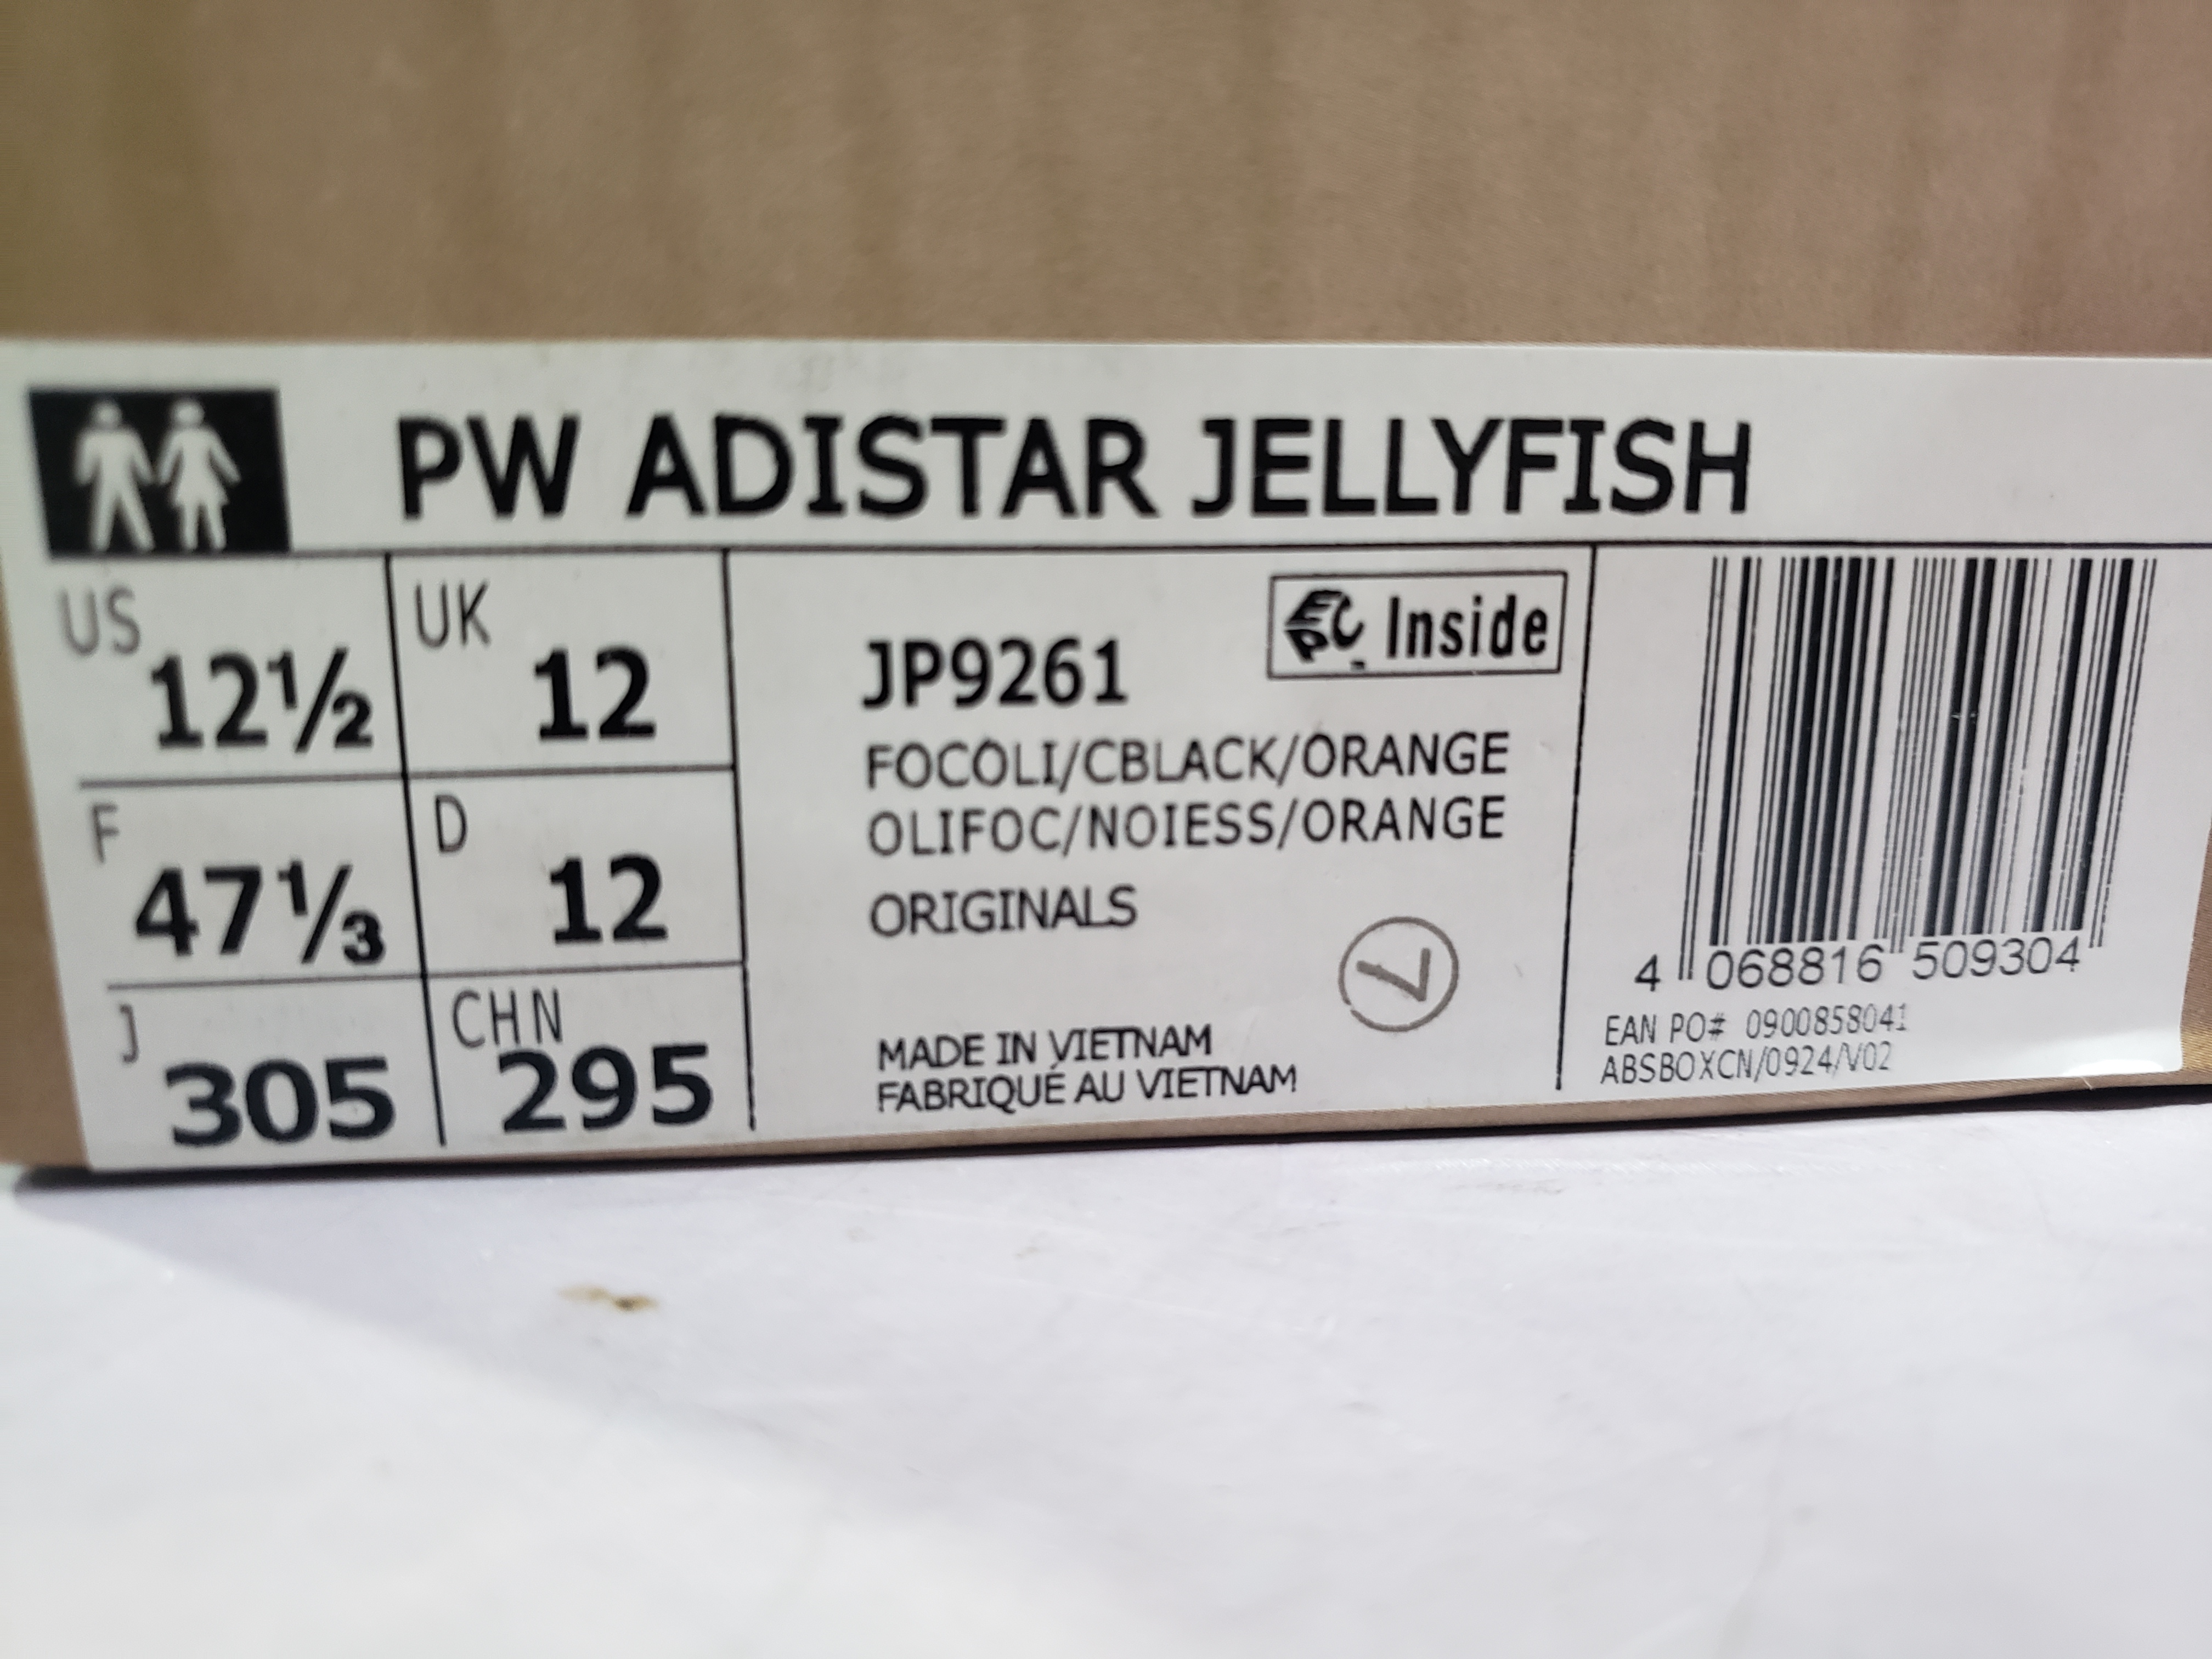 PW ADISTAR JELLYFISH
US 12½
UK 12
F 47⅓
D 12
J 305
CHN 295
JP9261
EPC Inside
FOCOLI/CBLACK/ORANGE
OLIFOC/NOIESS/ORANGE
ORIGINALS
MADE IN VIETNAM
FABRIQUÉ AU VIETNAM
4 068816 509304
EAN PO# 0900858041
ABSBOXCN/0924/V02